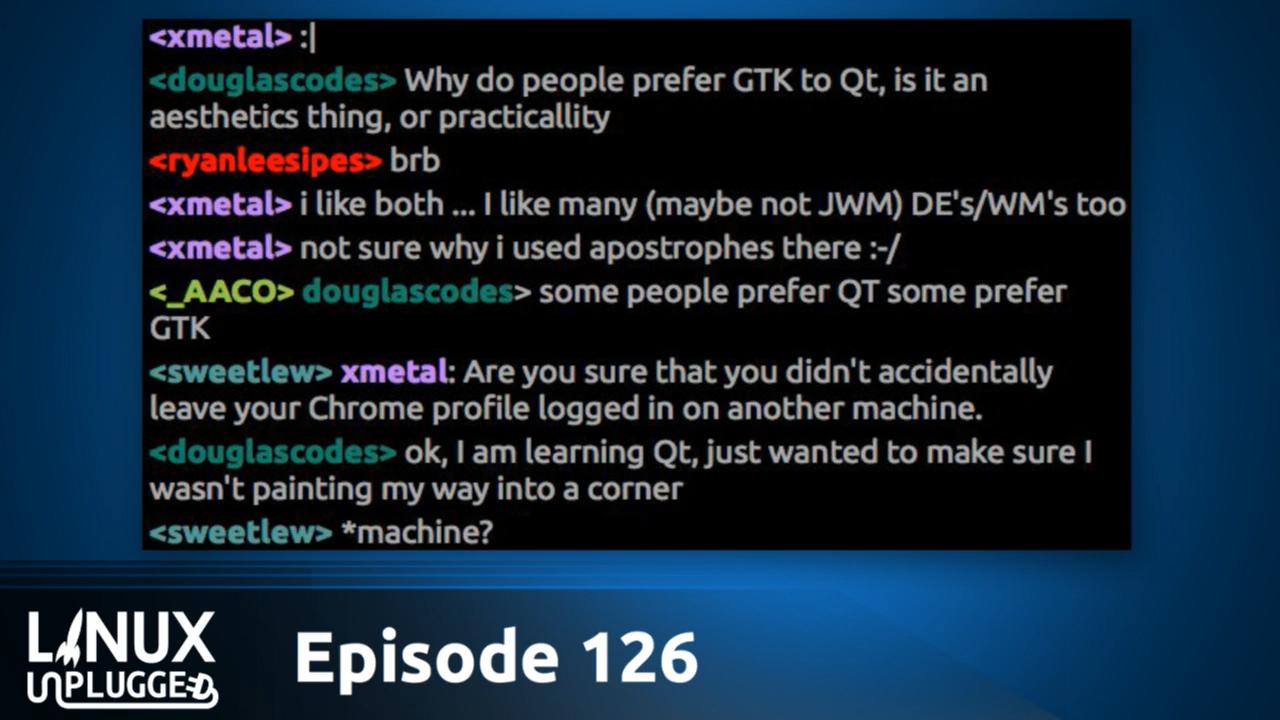 <xmetal> :|
<douglascodes> Why do people prefer GTK to Qt, is it an
aesthetics thing, or practicallity
<ryanleesipes> brb
<xmetal> i like both ... I like many (maybe not JWM) DE's/WM's too
<xmetal> not sure why i used apostrophes there :-/
<_AACO> douglascodes> some people prefer QT some prefer
GTK
<sweetlew> xmetal: Are you sure that you didn't accidentally
leave your Chrome profile logged in on another machine.
<douglascodes> ok, I am learning Qt, just wanted to make sure I
wasn't painting my way into a corner
<sweetlew> *machine?
LINUX
UNPLUGGED
Episode 126